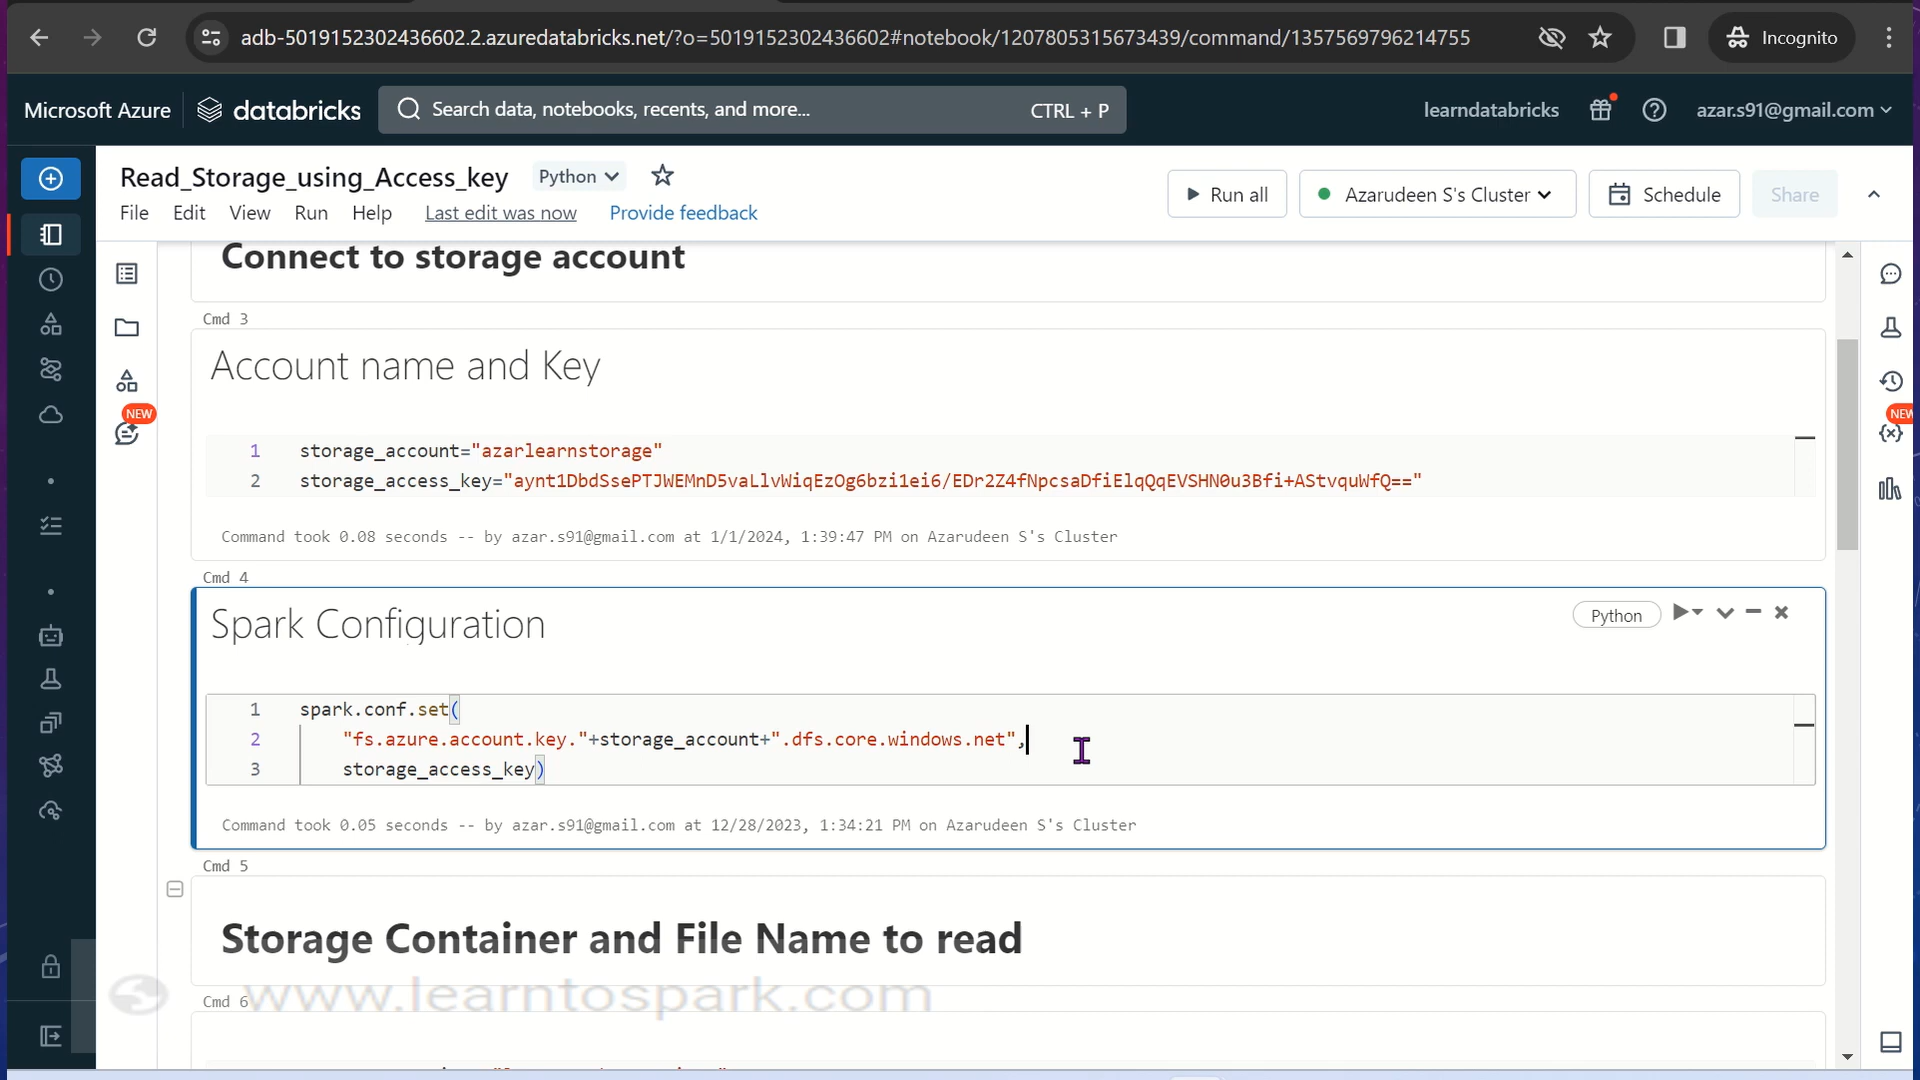 adb-5019152302436602.2.azuredatabricks.net/?o=5019152302436602#notebook/1207805315673439/command/1357569796214755
Incognito
Microsoft Azure databricks Search data, notebooks, recents, and more... CTRL + P learndatabricks azar.s91@gmail.com
Read_Storage_using_Access_key Python
Run all Azarudeen S's Cluster Schedule Share
File Edit View Run Help Last edit was now Provide feedback
Connect to storage account
Cmd 3
Account name and Key
NEW
NEW
1 storage_account="azarlearnstorage"
2 storage_access_key="aynt1DbdSsePTJWEMnD5vaLlvWiqEzOg6bzi1ei6/EDr2Z4fNpcsaDfiElqQqEVSHN0u3Bfi+AStvquWfQ=="
Command took 0.08 seconds -- by azar.s91@gmail.com at 1/1/2024, 1:39:47 PM on Azarudeen S's Cluster
Cmd 4
Spark Configuration
Python
1 spark.conf.set(
2 "fs.azure.account.key."+storage_account+".dfs.core.windows.net",
3 storage_access_key)
Command took 0.05 seconds -- by azar.s91@gmail.com at 12/28/2023, 1:34:21 PM on Azarudeen S's Cluster
Cmd 5
Storage Container and File Name to read
Cmd 6
www.learntospark.com